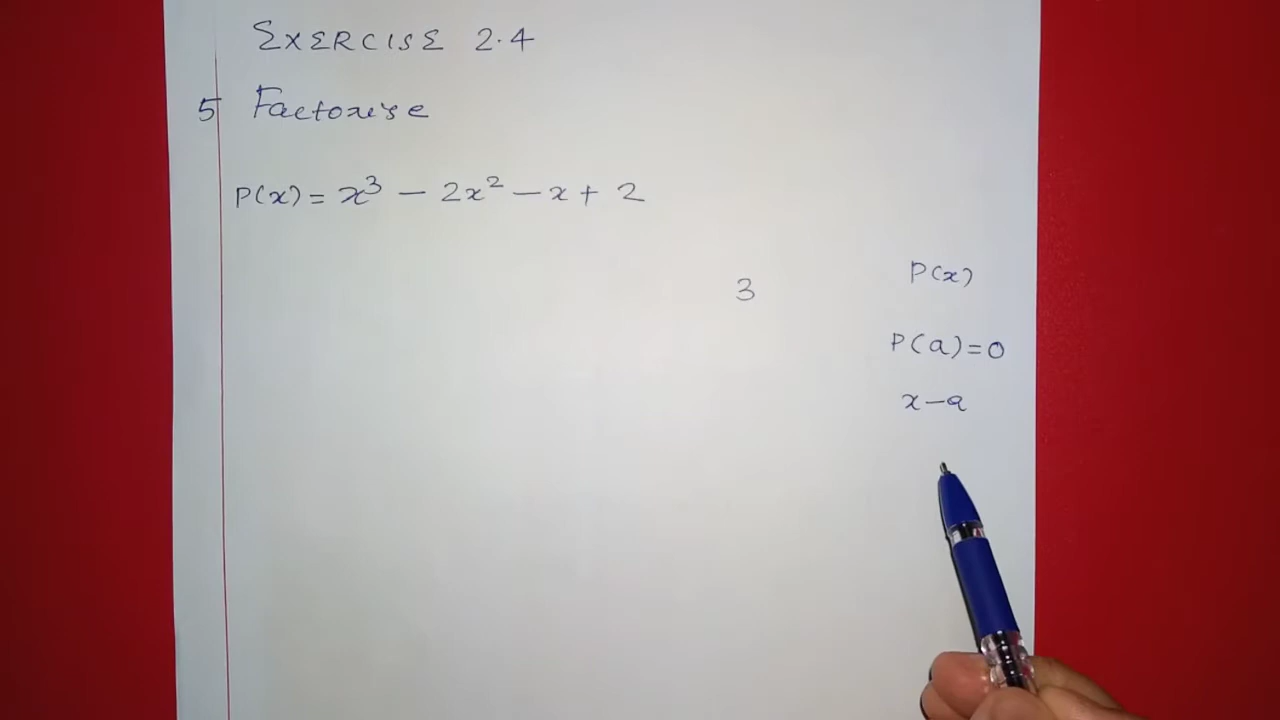 EXERCISE 2.4
5 Factorise
P(x) = x³ - 2x² - x + 2
P(x)
3
P(a) = 0
x - a